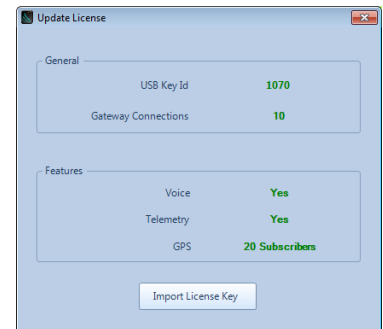 Update License
General
USB Key Id 1070
Gateway Connections 10
Features
Voice Yes
Telemetry Yes
GPS 20 Subscribers
Import License Key